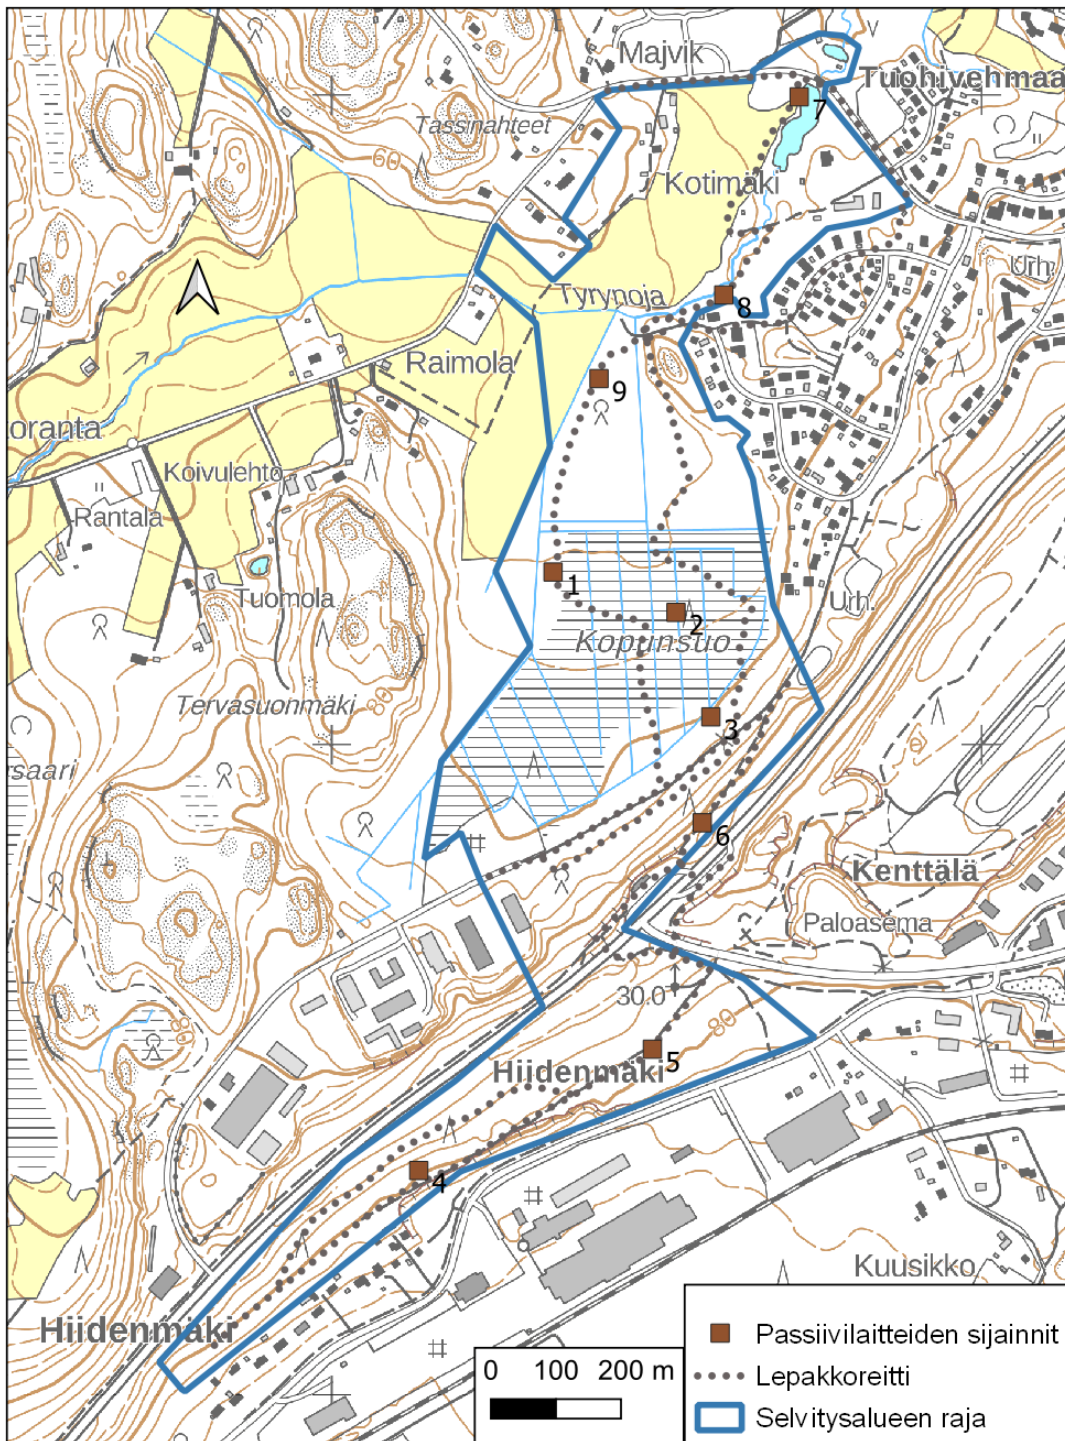 Majvik
Tuohivehmaa
Tassinahteet
60
7
Kotimäki
Urh.
Tyrynoja
8
Raimola
9
oranta
Koivulehto
Rantala
1
Tuomola
Urh.
2
Kopunsuo
Tervasuonmäki
80
3
rsaari
6
Kenttälä
Paloasema
30.0
80
5
Hiidenmäki
4
Kuusikko
Hiidenmäki
0 100 200 m
Passiivilaitteiden sijainnit
Lepakkoreitti
Selvitysalueen raja